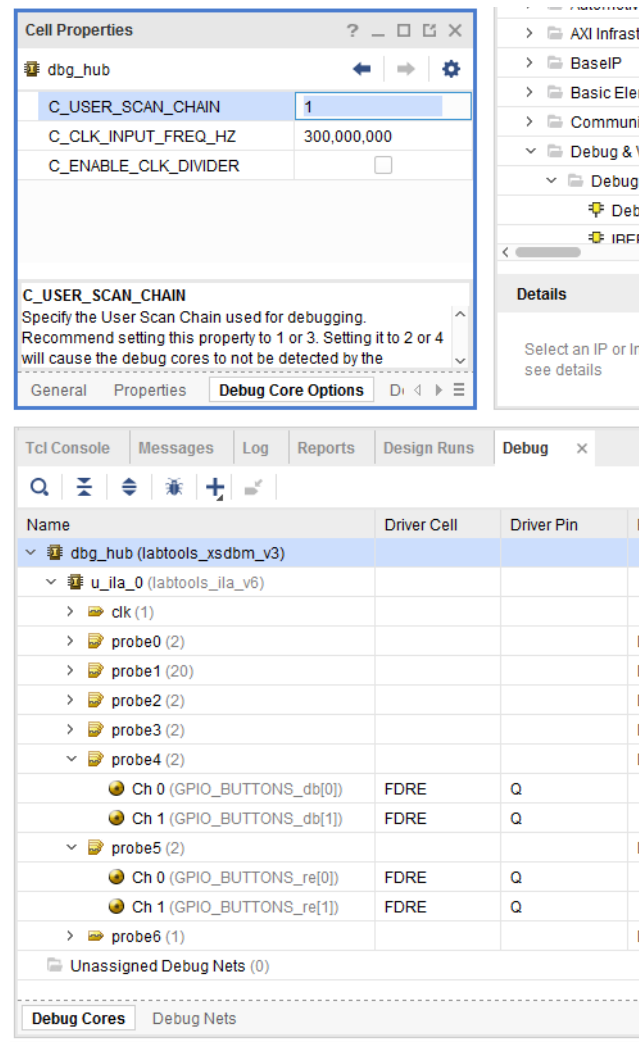 Cell Properties
dbg_hub
C_USER_SCAN_CHAIN 1
C_CLK_INPUT_FREQ_HZ 300,000,000
C_ENABLE_CLK_DIVIDER
C_USER_SCAN_CHAIN
Specify the User Scan Chain used for debugging.
Recommend setting this property to 1 or 3. Setting it to 2 or 4
will cause the debug cores to not be detected by the
General Properties Debug Core Options
AXI Infrast
BaseIP
Basic Ele
Communi
Debug &
Debug
Deb
Details
Select an IP or
see details
Tcl Console Messages Log Reports Design Runs Debug
Name Driver Cell Driver Pin
dbg_hub (labtools_xsdbm_v3)
u_ila_0 (labtools_ila_v6)
clk (1)
probe0 (2)
probe1 (20)
probe2 (2)
probe3 (2)
probe4 (2)
Ch 0 (GPIO_BUTTONS_db[0]) FDRE Q
Ch 1 (GPIO_BUTTONS_db[1]) FDRE Q
probe5 (2)
Ch 0 (GPIO_BUTTONS_re[0]) FDRE Q
Ch 1 (GPIO_BUTTONS_re[1]) FDRE Q
probe6 (1)
Unassigned Debug Nets (0)
Debug Cores Debug Nets